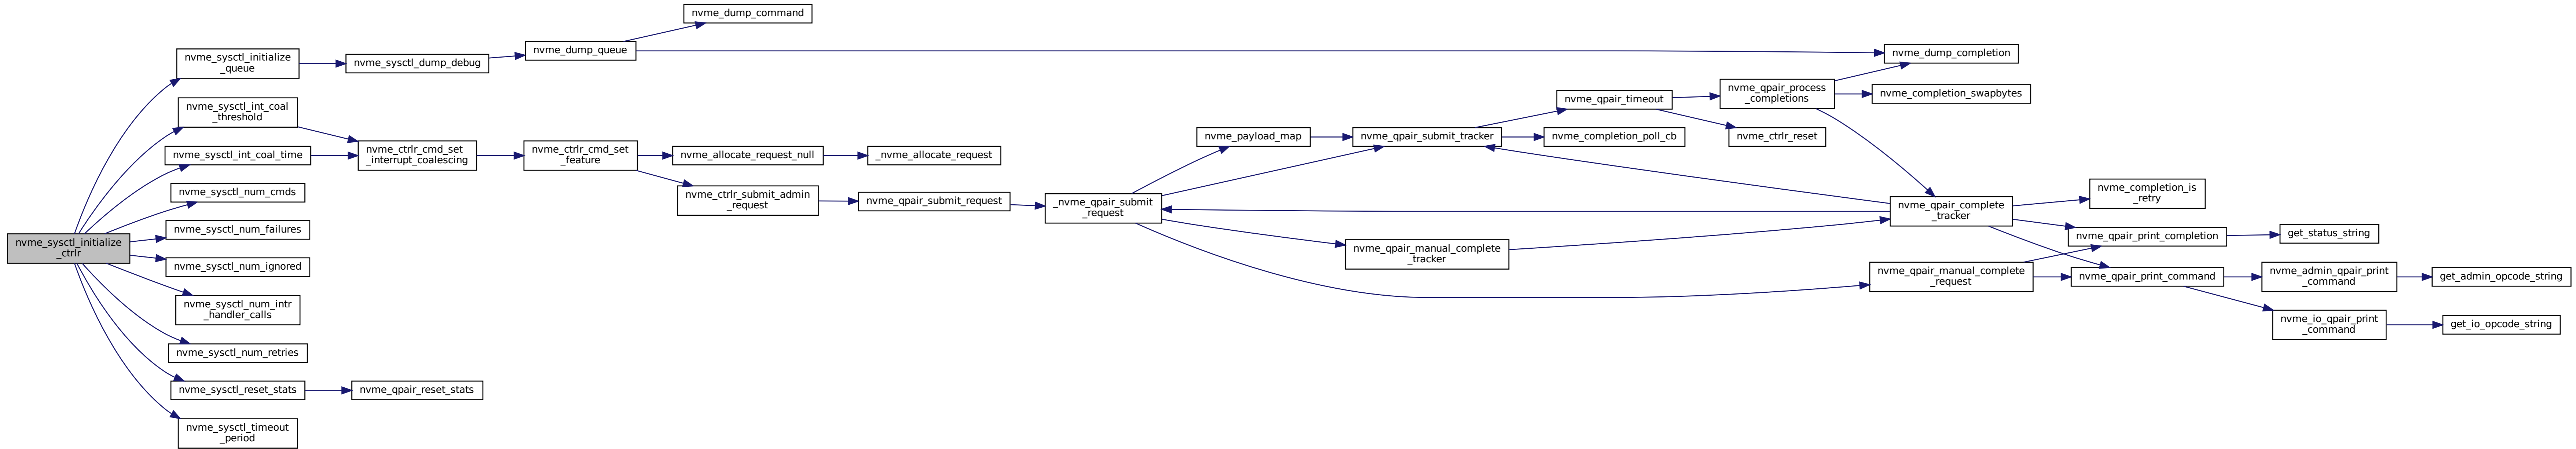 nvme_sysctl_initialize
_ctrlr
nvme_sysctl_initialize
_queue
nvme_sysctl_dump_debug
nvme_dump_queue
nvme_dump_command
nvme_dump_completion
nvme_sysctl_int_coal
_threshold
nvme_sysctl_int_coal_time
nvme_ctrlr_cmd_set
_interrupt_coalescing
nvme_ctrlr_cmd_set
_feature
nvme_allocate_request_null
_nvme_allocate_request
nvme_ctrlr_submit_admin
_request
nvme_qpair_submit_request
_nvme_qpair_submit
_request
nvme_payload_map
nvme_qpair_submit_tracker
nvme_qpair_timeout
nvme_completion_poll_cb
nvme_qpair_process
_completions
nvme_ctrlr_reset
nvme_completion_swapbytes
nvme_qpair_manual_complete
_tracker
nvme_qpair_complete
_tracker
nvme_completion_is
_retry
nvme_qpair_print_completion
get_status_string
nvme_qpair_manual_complete
_request
nvme_qpair_print_command
nvme_admin_qpair_print
_command
get_admin_opcode_string
nvme_io_qpair_print
_command
get_io_opcode_string
nvme_sysctl_num_cmds
nvme_sysctl_num_failures
nvme_sysctl_num_ignored
nvme_sysctl_num_intr
_handler_calls
nvme_sysctl_num_retries
nvme_sysctl_reset_stats
nvme_qpair_reset_stats
nvme_sysctl_timeout
_period